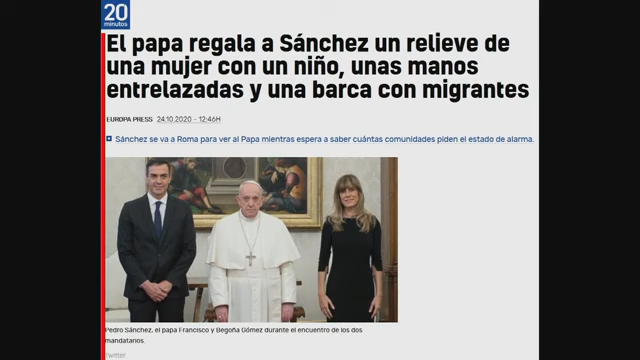 20
minutos
El papa regala a Sánchez un relieve de
una mujer con un niño, unas manos
entrelazadas y una barca con migrantes
EUROPA PRESS 24.10.2020 - 12:46H
Sánchez se va a Roma para ver al Papa mientras espera a saber cuántas comunidades piden el estado de alarma.
Pedro Sánchez, el papa Francisco y Begoña Gómez durante el encuentro de los dos
mandatarios.
Twitter